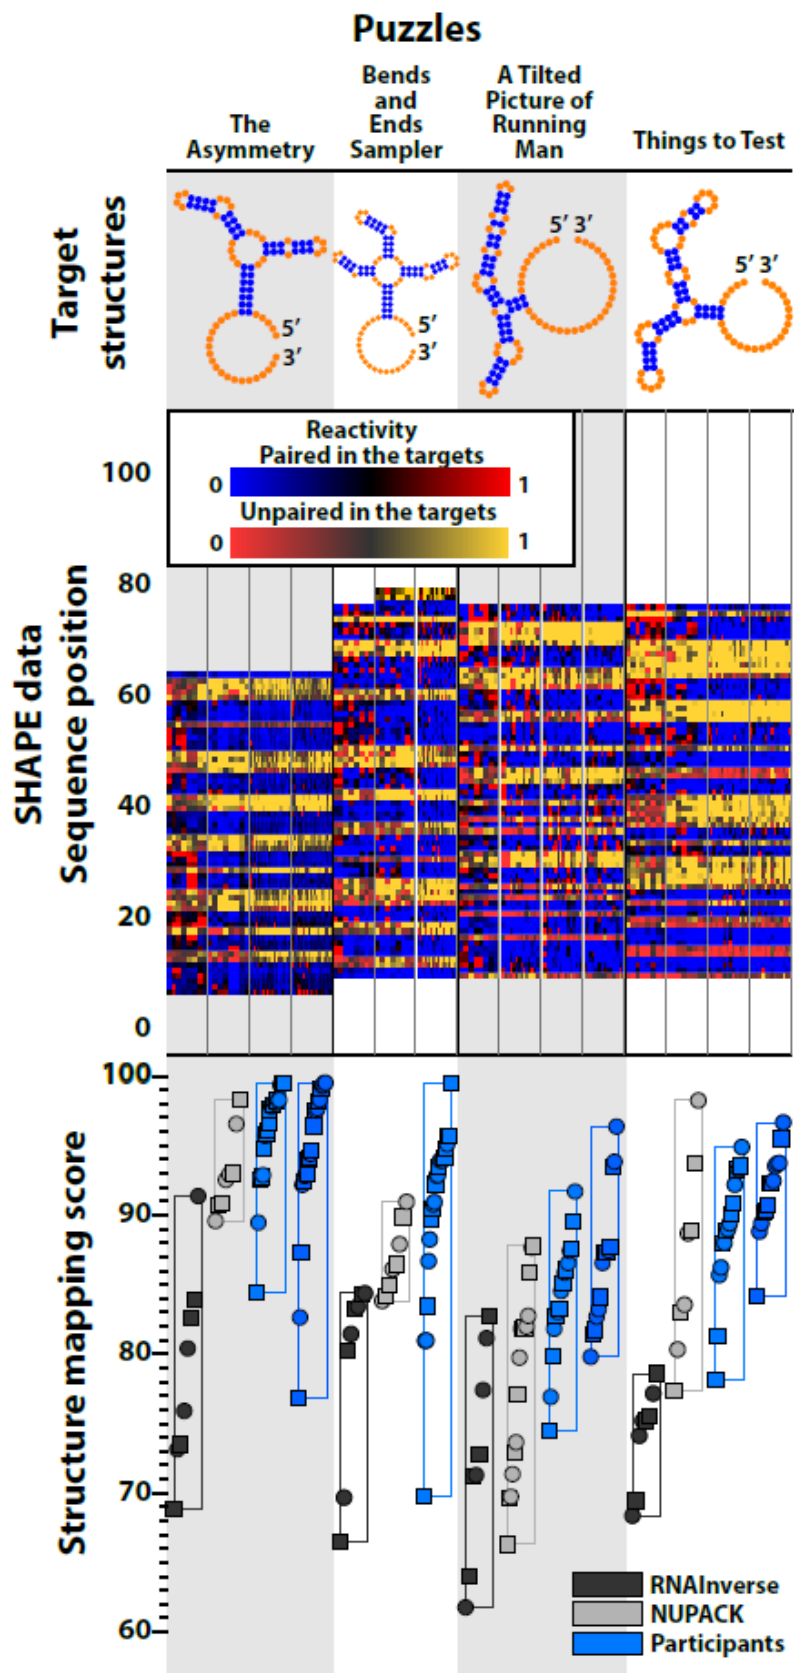 Puzzles
The
Asymmetry
Bends
and
Ends
Sampler
A Tilted
Picture of
Running
Man
Things to Test
Target
structures
5’
3’
5’
3’
5’ 3’
5’ 3’
Reactivity
Paired in the targets
0 1
Unpaired in the targets
0 1
SHAPE data
Sequence position
100
80
60
40
20
0
Structure mapping score
100
90
80
70
60
RNAInverse
NUPACK
Participants